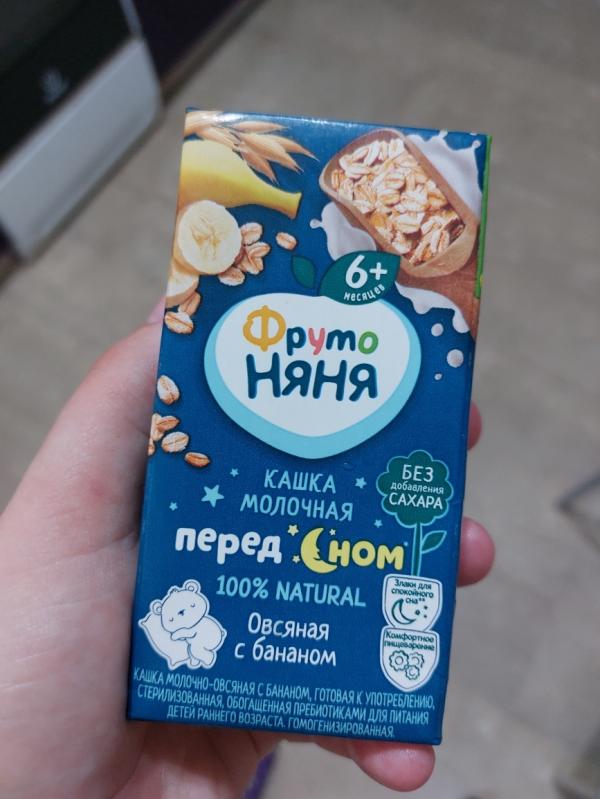 6+
месяцев
Фруто
НЯНЯ
КАШКА
МОЛОЧНАЯ
БЕЗ
добавления
САХАРА
перед Сном*
100% NATURAL
Овсяная
с бананом
Злаки для
спокойного
сна**
Комфортное
пищеварение
КАШКА МОЛОЧНО-ОВСЯНАЯ С БАНАНОМ, ГОТОВАЯ К УПОТРЕБЛЕНИЮ,
СТЕРИЛИЗОВАННАЯ, ОБОГАЩЕННАЯ ПРЕБИОТИКАМИ ДЛЯ ПИТАНИЯ
ДЕТЕЙ РАННЕГО ВОЗРАСТА. ГОМОГЕНИЗИРОВАННАЯ.